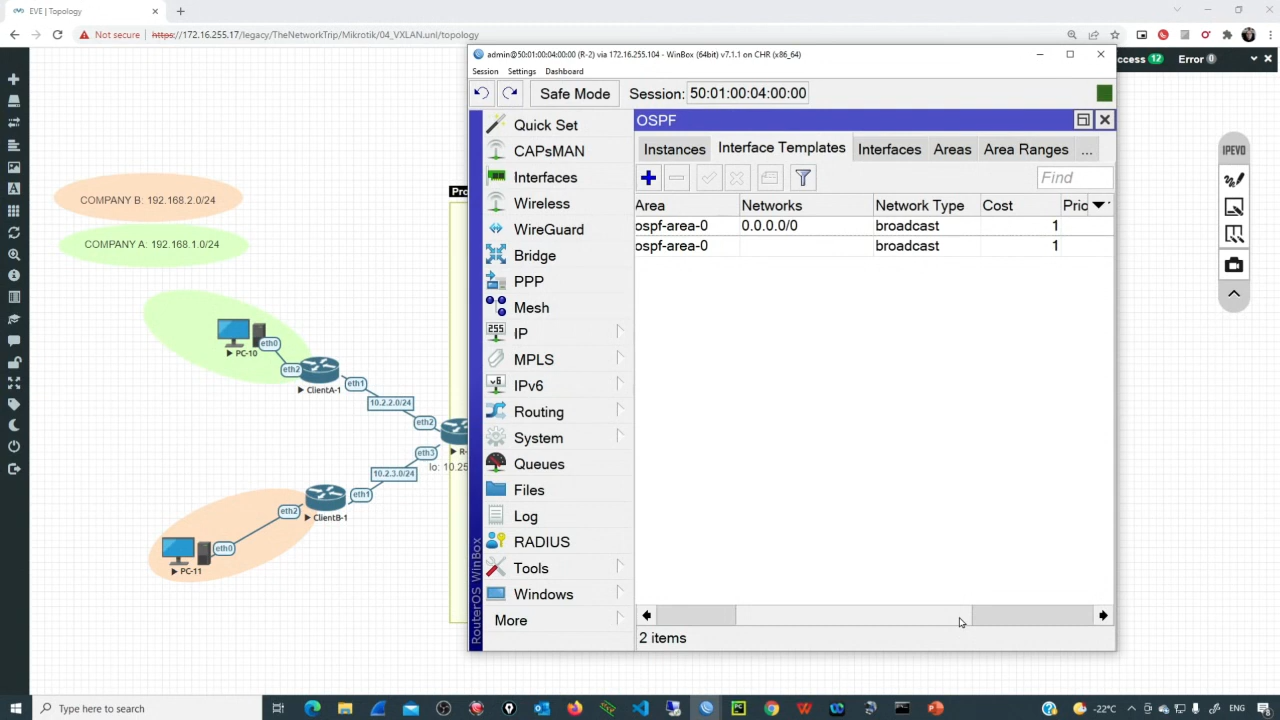 EVE | Topology
Not secure
https://172.16.255.17/legacy/TheNetworkTrip/Mikrotik/04_VXLAN.unl/topology
admin@50:01:00:04:00:00 (R-2) via 172.16.255.104 - WinBox (64bit) v7.1.1 on CHR (x86_64)
ccess 12 Error 0
Session Settings Dashboard
Safe Mode
Session: 50:01:00:04:00:00
OSPF
Quick Set
CAPsMAN
Interfaces
Wireless
WireGuard
Bridge
PPP
Mesh
IP
MPLS
IPv6
Routing
System
Queues
Files
Log
RADIUS
Tools
Windows
More
RouterOS WinBox
Instances Interface Templates Interfaces Areas Area Ranges ...
Find
Area Networks Network Type Cost Pric
ospf-area-0 0.0.0.0/0 broadcast 1
ospf-area-0 broadcast 1
2 items
IPEVO
COMPANY B: 192.168.2.0/24
COMPANY A: 192.168.1.0/24
Pro
PC-10
eth0
eth2
ClientA-1
eth1
10.2.2.0/24
eth2
R-
eth3
lo: 10.25
10.2.3.0/24
eth1
ClientB-1
eth2
eth0
PC-11
Type here to search
-22°C
ENG